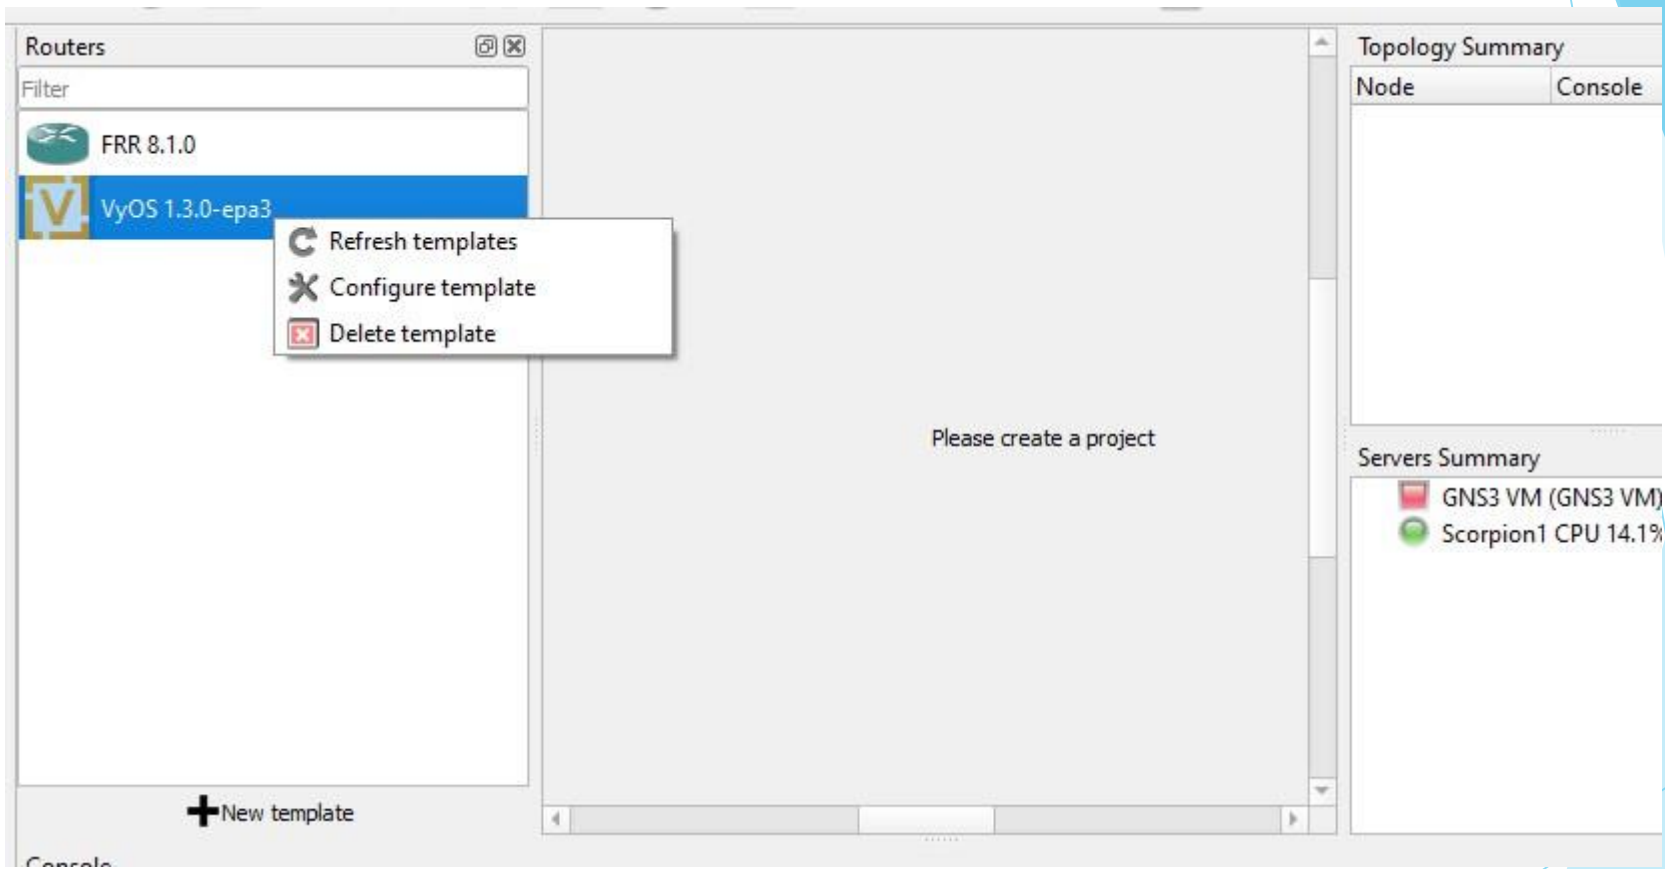 Routers
Filter
FRR 8.1.0
VyOS 1.3.0-epa3
Refresh templates
Configure template
Delete template
New template
Please create a project
Topology Summary
Node Console
Servers Summary
GNS3 VM (GNS3 VM)
Scorpion1 CPU 14.1%
Console